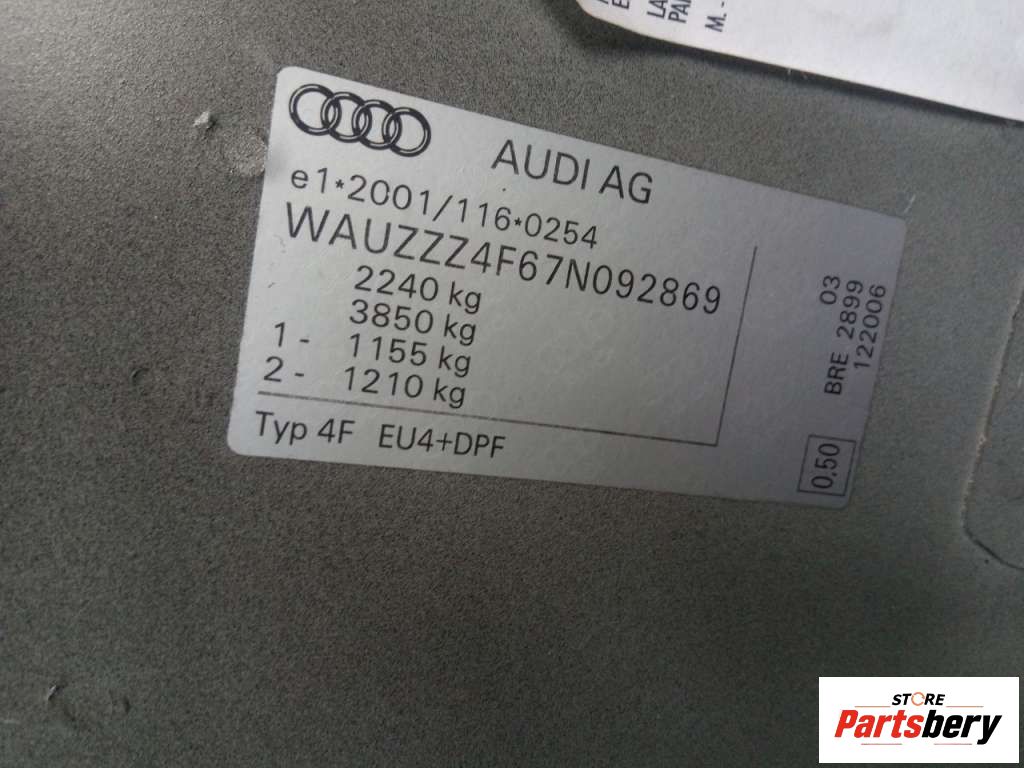 AUDI AG
e1*2001/116*0254
WAUZZZ4F67N092869
2240 kg
3850 kg
1 - 1155 kg
2 - 1210 kg
Typ 4F EU4+DPF
03
BRE 2899
122006
0,50
M. -
STORE
Partsbery